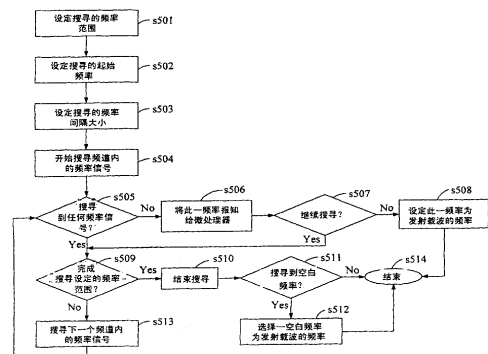 设定搜寻的频率
范围
s501
设定搜寻的起始
频率
s502
设定搜寻的频率
间隔大小
s503
开始搜寻频道内
的频率信号
s504
搜寻
到任何频率信
号?
s505
No
Yes
将此一频率报知
给微处理器
s506
继续搜寻?
s507
No
Yes
设定此一频率为
发射载波的频率
s508
完成
搜寻设定的频率
范围?
s509
Yes
No
结束搜寻
s510
搜寻到空白
频率?
s511
No
Yes
结束
s514
选择一空白频率
为发射载波的频率
s512
搜寻下一个频道内
的频率信号
s513